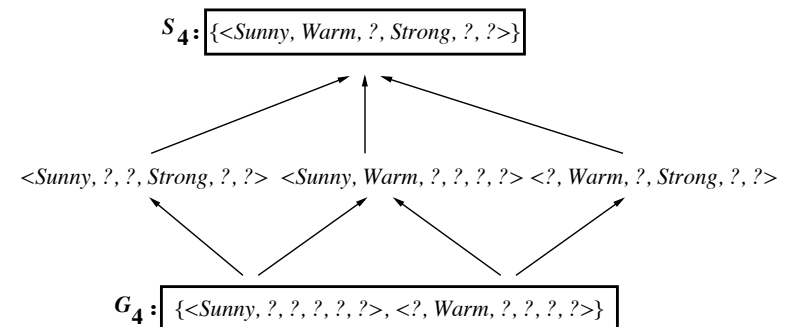 S4: {<Sunny, Warm, ?, Strong, ?, ?>}
<Sunny, ?, ?, Strong, ?, ?> <Sunny, Warm, ?, ?, ?, ?> <?, Warm, ?, Strong, ?, ?>
G4: {<Sunny, ?, ?, ?, ?, ?>, <?, Warm, ?, ?, ?, ?>}